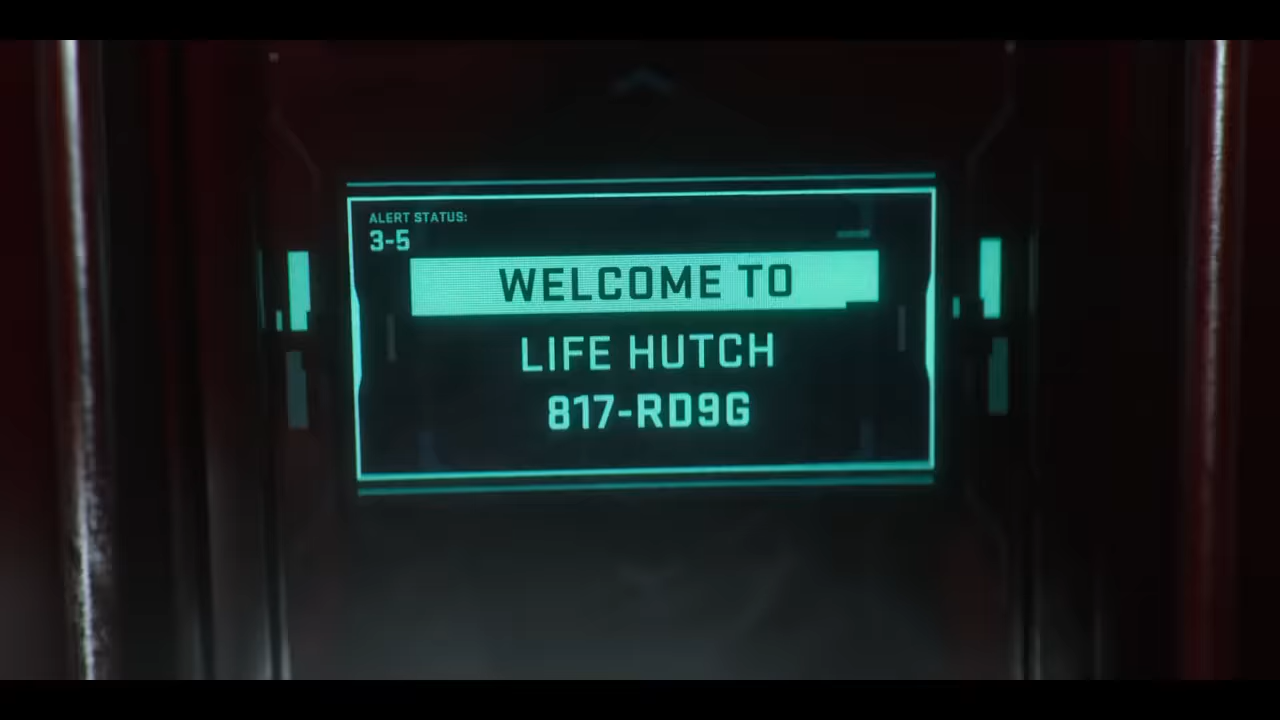 ALERT STATUS:
3-5
WELCOME TO
LIFE HUTCH
817-RD9G